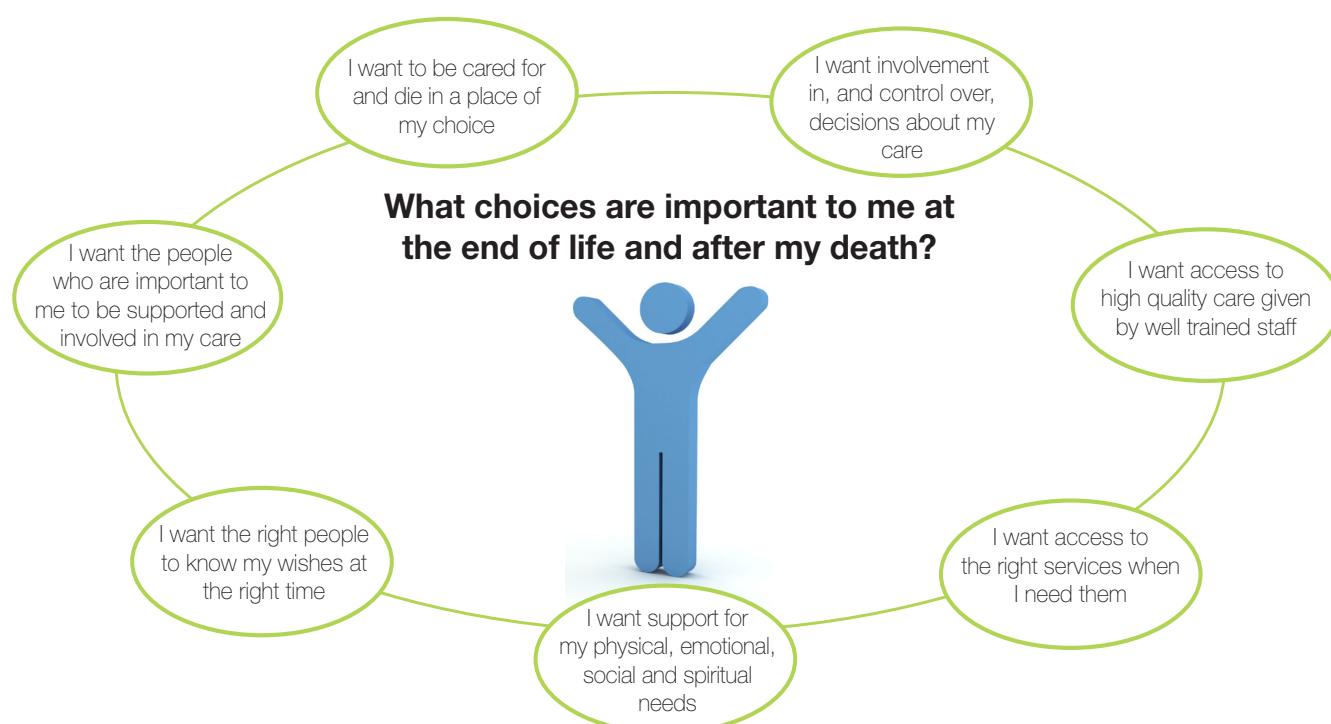 I want to be cared for
and die in a place of
my choice
I want involvement
in, and control over,
decisions about my
care
What choices are important to me at
the end of life and after my death?
I want the people
who are important to
me to be supported and
involved in my care
I want access to
high quality care given
by well trained staff
I want the right people
to know my wishes at
the right time
I want access to
the right services when
I need them
I want support for
my physical, emotional,
social and spiritual
needs